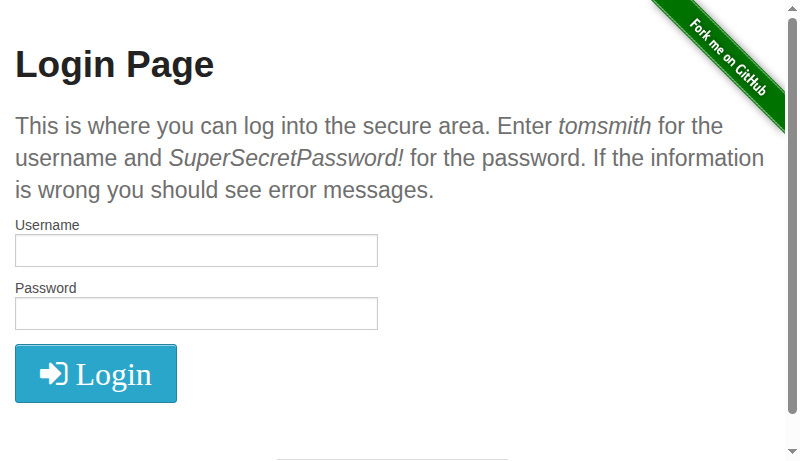 Fork me on GitHub
Login Page
This is where you can log into the secure area. Enter tomsmith for the
username and SuperSecretPassword! for the password. If the information
is wrong you should see error messages.
Username
Password
Login